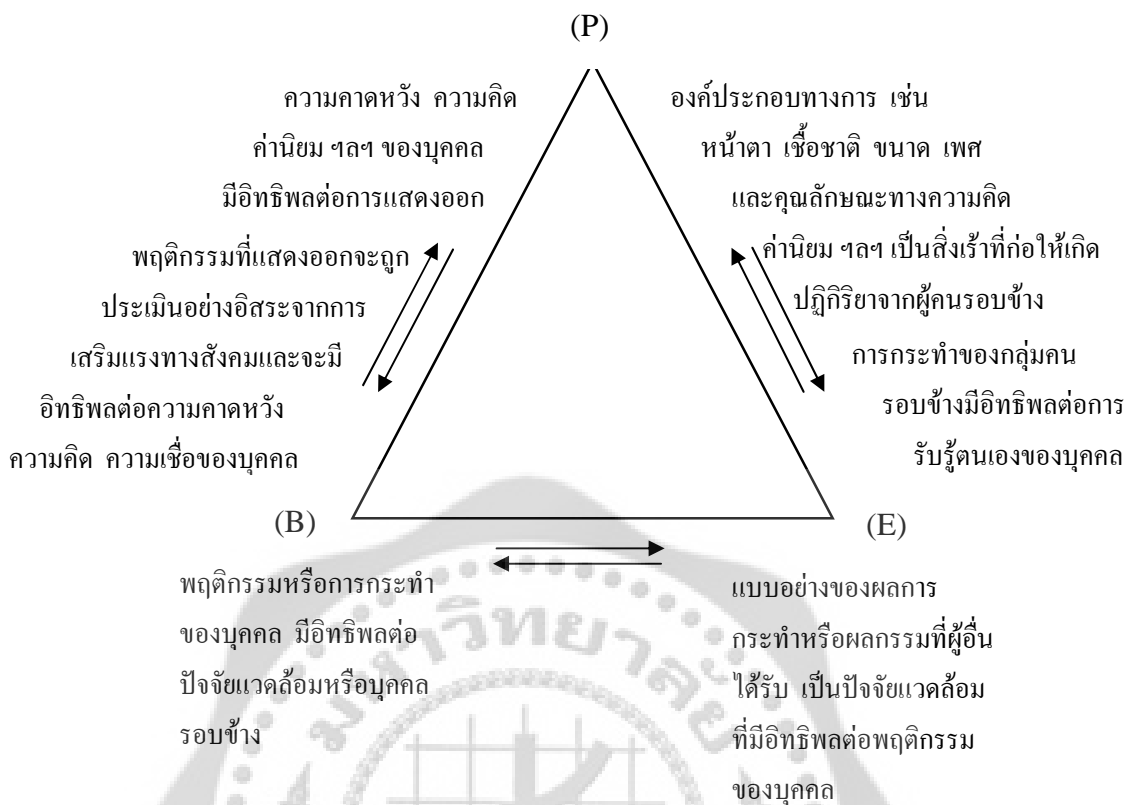 (P)
ความคาดหวัง ความคิด
ค่านิยม ฯลฯ ของบุคคล
มีอิทธิพลต่อการแสดงออก
พฤติกรรมที่แสดงออกจะถูก
ประเมินอย่างอิสระจากการ
เสริมแรงทางสังคมและจะมี
อิทธิพลต่อความคาดหวัง
ความคิด ความเชื่อของบุคคล
องค์ประกอบทางการ เช่น
หน้าตา เชื้อชาติ ขนาด เพศ
และคุณลักษณะทางความคิด
ค่านิยม ฯลฯ เป็นสิ่งเร้าที่ก่อให้เกิด
ปฏิกิริยาจากผู้คนรอบข้าง
การกระทำของกลุ่มคน
รอบข้างมีอิทธิพลต่อการ
รับรู้ตนเองของบุคคล
(B)
(E)
พฤติกรรมหรือการกระทำ
ของบุคคล มีอิทธิพลต่อ
ปัจจัยแวดล้อมหรือบุคคล
รอบข้าง
แบบอย่างของผลการ
กระทำหรือผลกรรมที่ผู้อื่น
ได้รับ เป็นปัจจัยแวดล้อม
ที่มีอิทธิพลต่อพฤติกรรม
ของบุคคล
มหาวิทยาลัย